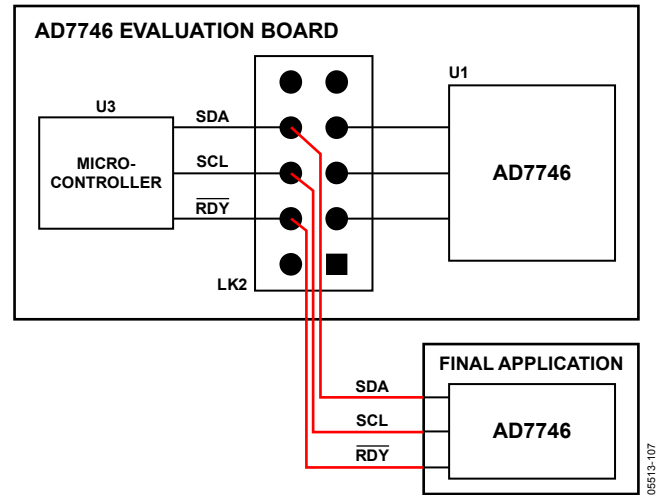 AD7746 EVALUATION BOARD
U1
U3
SDA
MICRO-
CONTROLLER
SCL
AD7746
RDY
LK2
FINAL APPLICATION
SDA
SCL
AD7746
RDY
05513-107